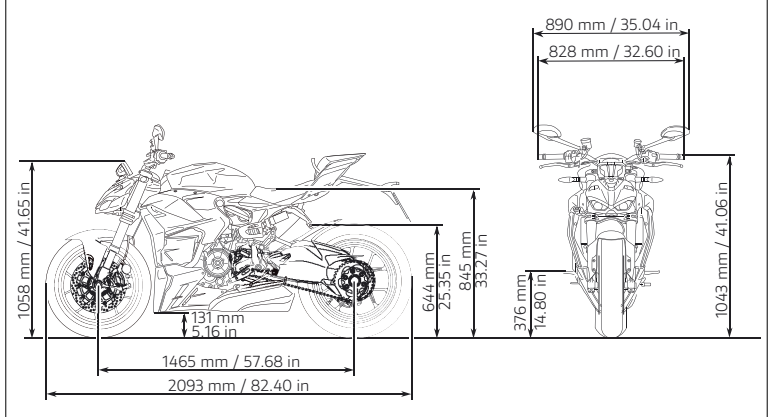 890 mm / 35.04 in
828 mm / 32.60 in
1058 mm / 41.65 in
131 mm
5.16 in
644 mm
25.35 in
845 mm
33.27 in
376 mm
14.80 in
1043 mm / 41.06 in
1465 mm / 57.68 in
2093 mm / 82.40 in